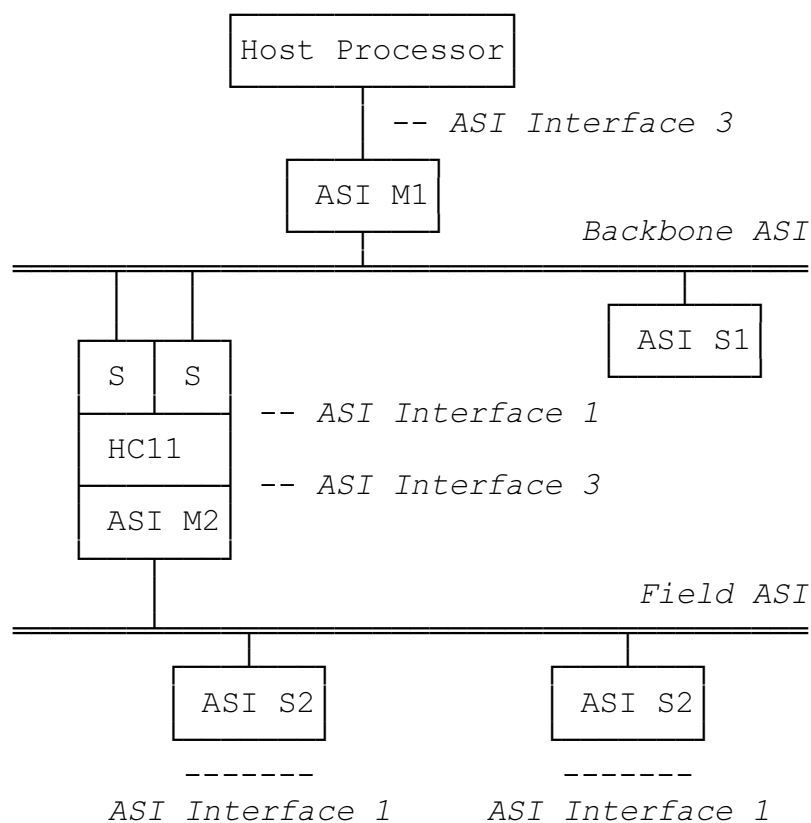 Host Processor
-- ASI Interface 3
ASI M1
Backbone ASI
ASI S1
S S
-- ASI Interface 1
HC11
-- ASI Interface 3
ASI M2
Field ASI
ASI S2 ASI S2
------- -------
ASI Interface 1 ASI Interface 1